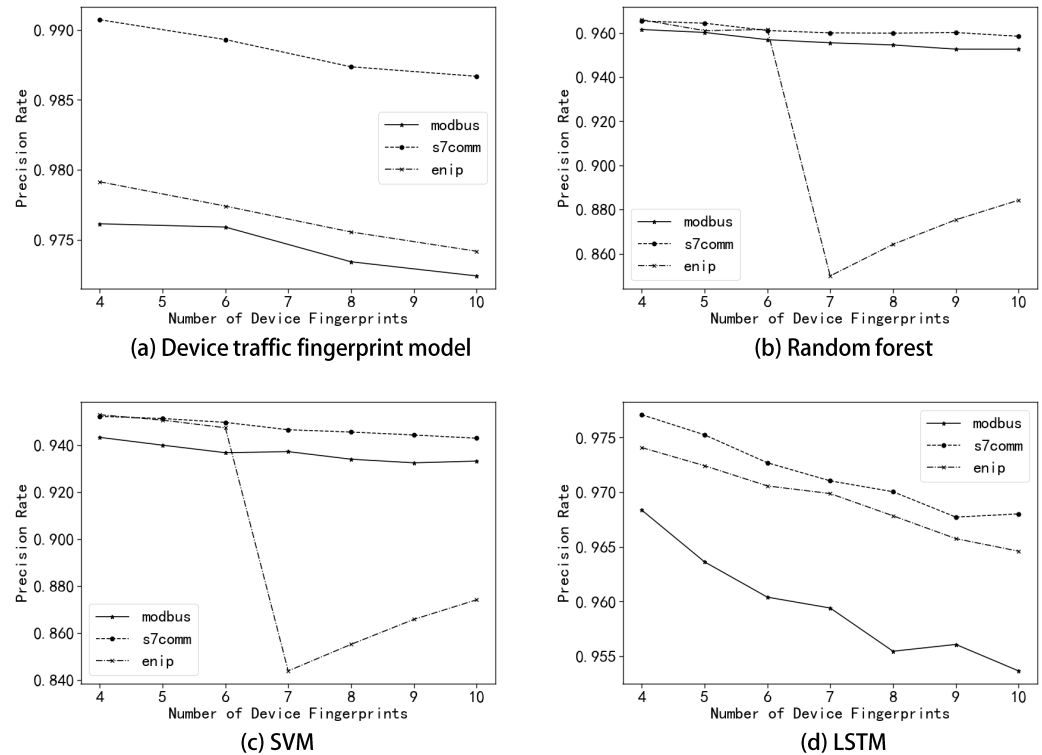 0.990
0.985
0.980
0.975
Precision Rate
modbus
s7comm
enip
4 5 6 7 8 9 10
Number of Device Fingerprints
(a) Device traffic fingerprint model
0.960
0.940
0.920
0.900
0.880
0.860
Precision Rate
modbus
s7comm
enip
4 5 6 7 8 9 10
Number of Device Fingerprints
(b) Random forest
0.940
0.920
0.900
0.880
0.860
0.840
Precision Rate
modbus
s7comm
enip
4 5 6 7 8 9 10
Number of Device Fingerprints
(c) SVM
0.975
0.970
0.965
0.960
0.955
Precision Rate
modbus
s7comm
enip
4 5 6 7 8 9 10
Number of Device Fingerprints
(d) LSTM